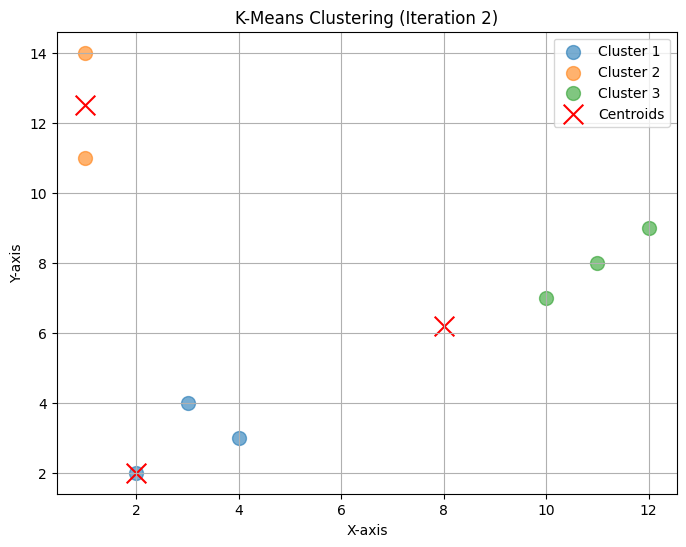 K-Means Clustering (Iteration 2)
Cluster 1
Cluster 2
Cluster 3
Centroids
14
12
10
8
6
4
2
Y-axis
2
4
6
8
10
12
X-axis